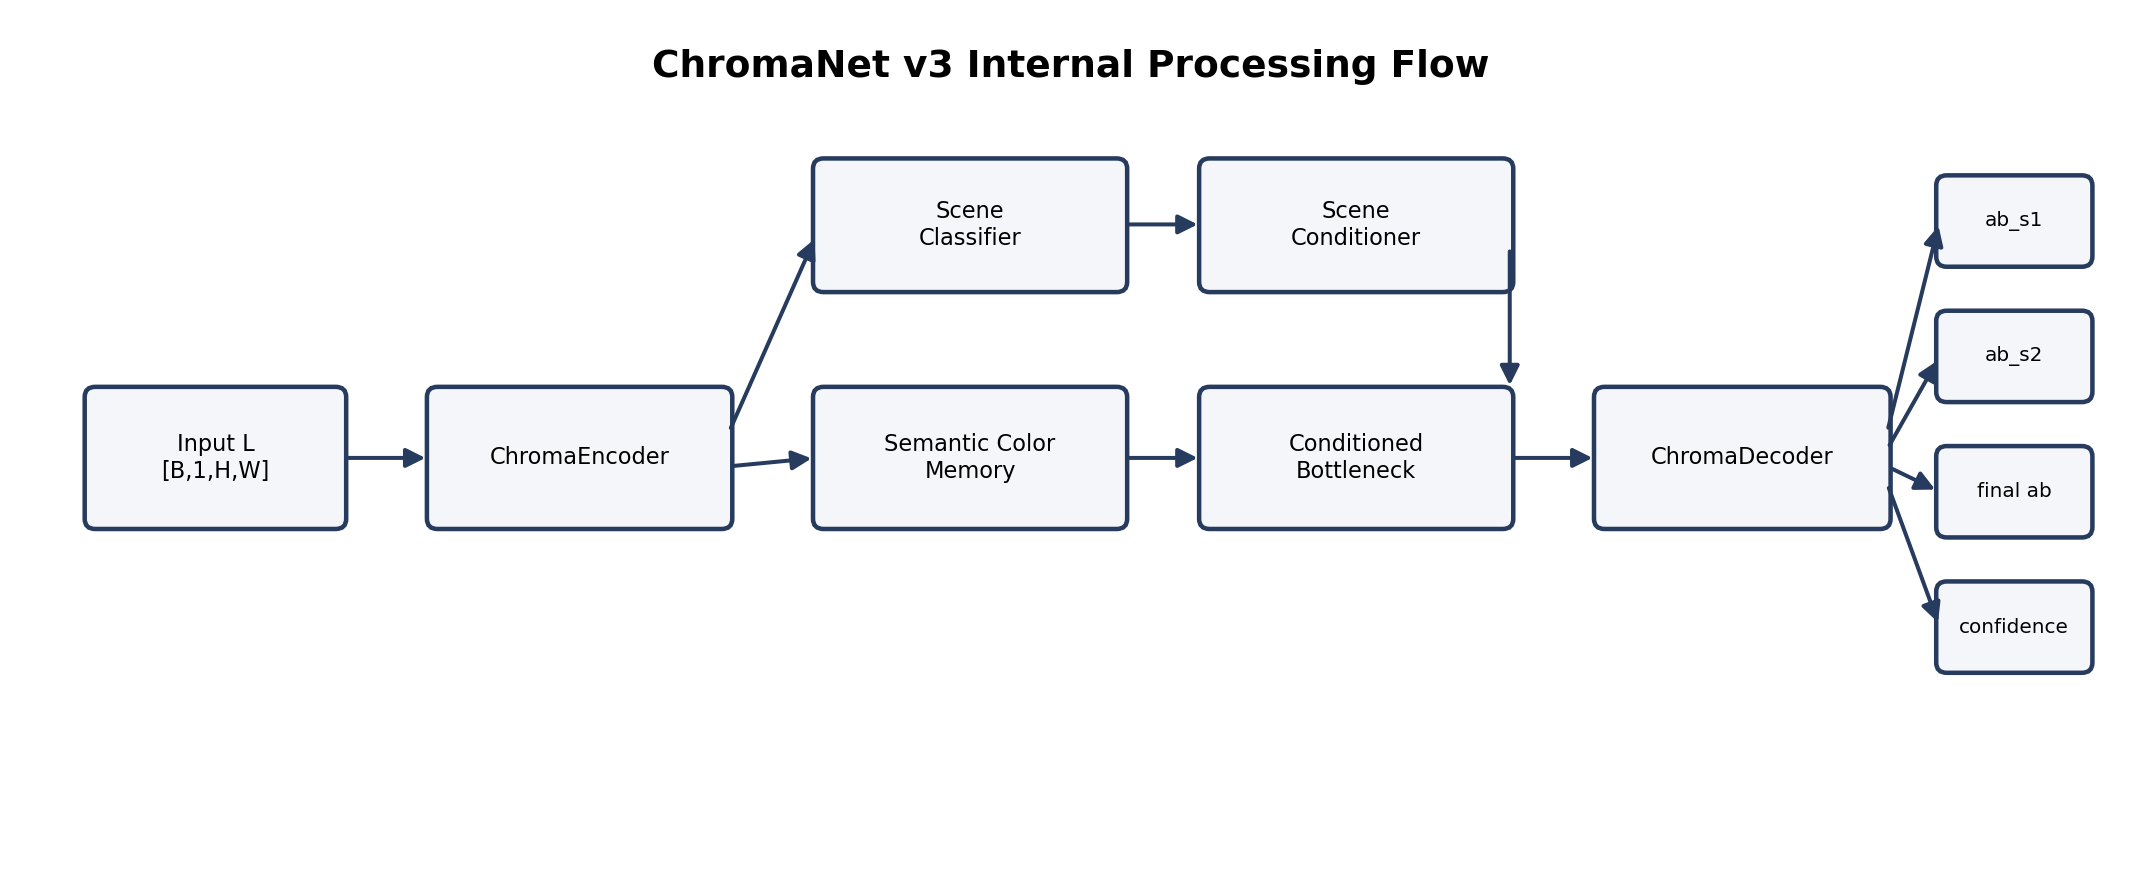 ChromaNet v3 Internal Processing Flow
Scene
Classifier
Scene
Conditioner
Input L
[B,1,H,W]
ChromaEncoder
Semantic Color
Memory
Conditioned
Bottleneck
ChromaDecoder
ab_s1
ab_s2
final ab
confidence